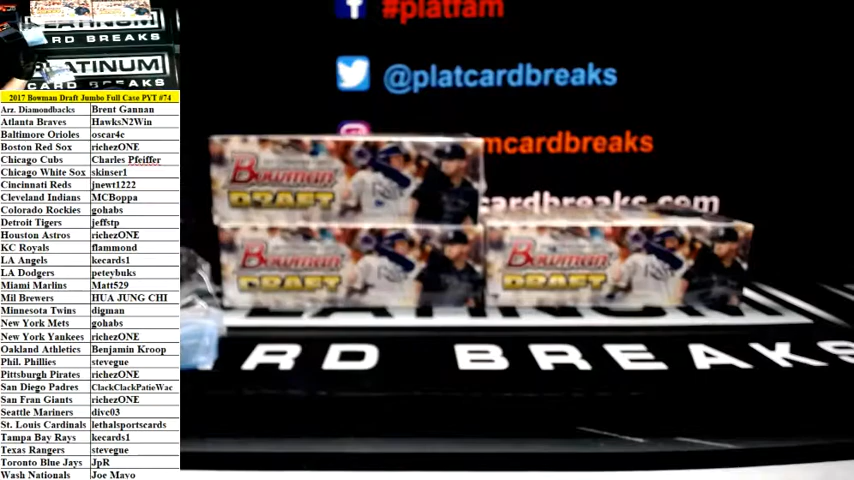 CARD BREAKS
PLATINUM
CARD BREAKS
2017 Bowman Draft Jumbo Full Case PYT #74
Arz. Diamondbacks Brent Gannan
Atlanta Braves HawksN2Win
Baltimore Orioles oscar4c
Boston Red Sox richezONE
Chicago Cubs Charles Pfeiffer
Chicago White Sox skinser1
Cincinnati Reds jnewt1222
Cleveland Indians MCBoppa
Colorado Rockies gohabs
Detroit Tigers jeffstp
Houston Astros richezONE
KC Royals flammond
LA Angels kecards1
LA Dodgers peteybuks
Miami Marlins Matt529
Mil Brewers HUA JUNG CHI
Minnesota Twins digman
New York Mets gohabs
New York Yankees richezONE
Oakland Athletics Benjamin Kroop
Phil. Phillies stevegue
Pittsburgh Pirates richezONE
San Diego Padres ClackClackPatieWac
San Fran Giants richezONE
Seattle Mariners divc03
St. Louis Cardinals lethalsportscards
Tampa Bay Rays kecards1
Texas Rangers stevegue
Toronto Blue Jays JpR
Wash Nationals Joe Mayo
#platfam
@platcardbreaks
mcardbreaks
scardbreaks.com
Bowman
DRAFT
Bowman
DRAFT
Bowman
DRAFT
RD BREAKS